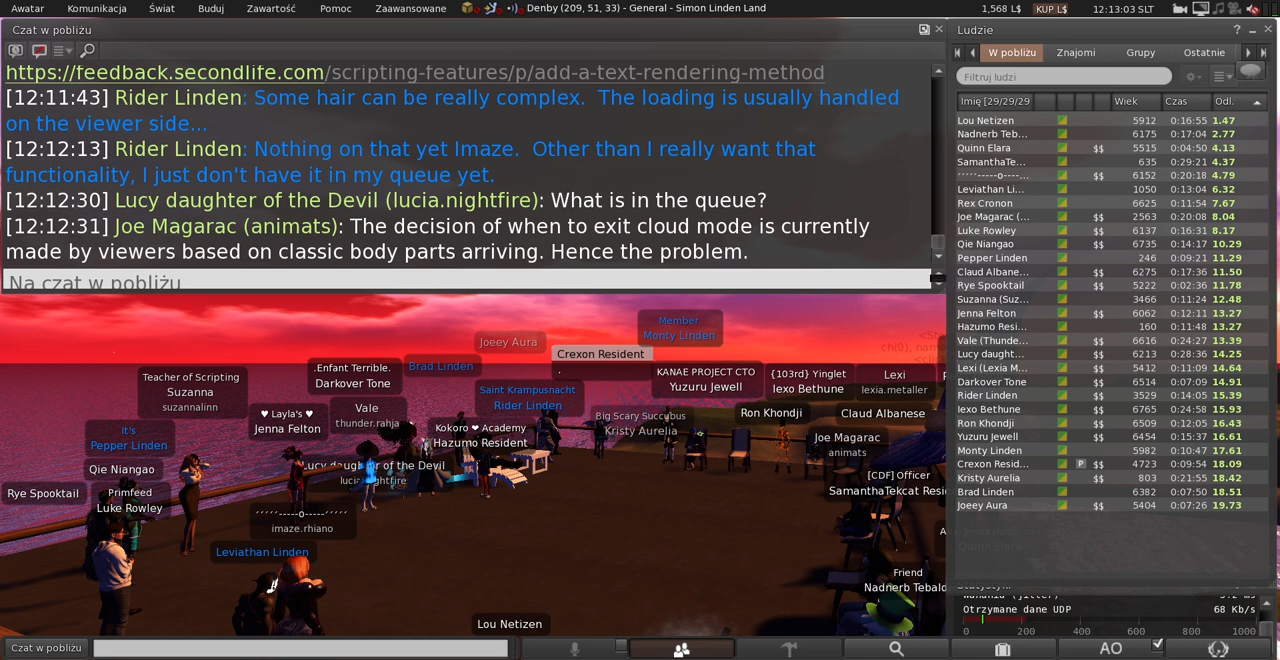 Awatar Komunikacja Świat Buduj Zawartość Pomoc Zaawansowane Denby (209, 51, 33) - General - Simon Linden Land 1,568 L$ KUP L$ 12:13:03 SLT
Czat w pobliżu
https://feedback.secondlife.com/scripting-features/p/add-a-text-rendering-method
[12:11:43] Rider Linden: Some hair can be really complex.  The loading is usually handled
on the viewer side...
[12:12:13] Rider Linden: Nothing on that yet Imaze.  Other than I really want that
functionality, I just don't have it in my queue yet.
[12:12:30] Lucy daughter of the Devil (lucia.nightfire): What is in the queue?
[12:12:31] Joe Magarac (animats): The decision of when to exit cloud mode is currently
made by viewers based on classic body parts arriving. Hence the problem.
Na czat w pobliżu
Member
Monty Linden
Joeey Aura
Crexon Resident
.
.Enfant Terrible.
Darkover Tone
Brad Linden
KANAE PROJECT CTO
Yuzuru Jewell
{103rd} Yinglet
Iexo Bethune
Lexi
lexia.metaller
Teacher of Scripting
Suzanna
suzannalinn
Saint Krampusnacht
Rider Linden
♥ Layla's ♥
Jenna Felton
Vale
thunder.rahja
Big Scary Succubus
Kristy Aurelia
Ron Khondji
Claud Albanese
It's
Pepper Linden
Kokoro ❤ Academy
Hazumo Resident
Joe Magarac
animats
Qie Niangao
Lucy daughter of the Devil
lucia.nightfire
[CDF] Officer
SamanthaTekcat Resi
Rye Spooktail
Primfeed
Luke Rowley
´´´´´-----o-----´´´´´
imaze.rhiano
Leviathan Linden
Friend
Nadnerb Tebald
Lou Netizen
Ludzie
W pobliżu Znajomi Grupy Ostatnie
Filtruj ludzi
Imię [29/29/29 Wiek Czas Odl.
Lou Netizen 5912 0:16:55 1.47
Nadnerb Teb... 6175 0:17:04 2.77
Quinn Elara $$ 5515 0:04:50 4.13
SamanthaTe... 635 0:29:21 4.37
´´´´´-----o----... $$ 6152 0:20:18 4.79
Leviathan Li... 1050 0:13:04 6.32
Rex Cronon 6625 0:11:54 7.67
Joe Magarac (... $$ 2563 0:20:08 8.04
Luke Rowley $$ 6137 0:16:31 8.17
Qie Niangao $$ 6735 0:14:17 10.29
Pepper Linden 246 0:09:21 11.29
Claud Albane... $$ 6275 0:17:36 11.50
Rye Spooktail $$ 5222 0:02:36 11.78
Suzanna (Suz... 3466 0:11:24 12.48
Jenna Felton $$ 6062 0:12:11 13.27
Hazumo Resi... 160 0:11:48 13.27
Vale (Thunde... $$ 6616 0:24:27 13.39
Lucy daught... $$ 6213 0:28:36 14.25
Lexi (Lexia M... $$ 5412 0:11:09 14.64
Darkover Tone $$ 6514 0:07:09 14.91
Rider Linden $$ 3529 0:14:05 15.39
Iexo Bethune $$ 6765 0:24:58 15.93
Ron Khondji $$ 6509 0:12:05 16.43
Yuzuru Jewell $$ 6454 0:15:37 16.61
Monty Linden 5982 0:10:47 17.61
Crexon Resid... P $$ 4723 0:09:54 18.09
Kristy Aurelia $$ 803 0:21:55 18.42
Brad Linden 6382 0:07:50 18.51
Joeey Aura $$ 5404 0:07:26 19.73
Otrzymane dane UDP 68 Kb/s
0 200 400 600 800 1000
Czat w pobliżu AO